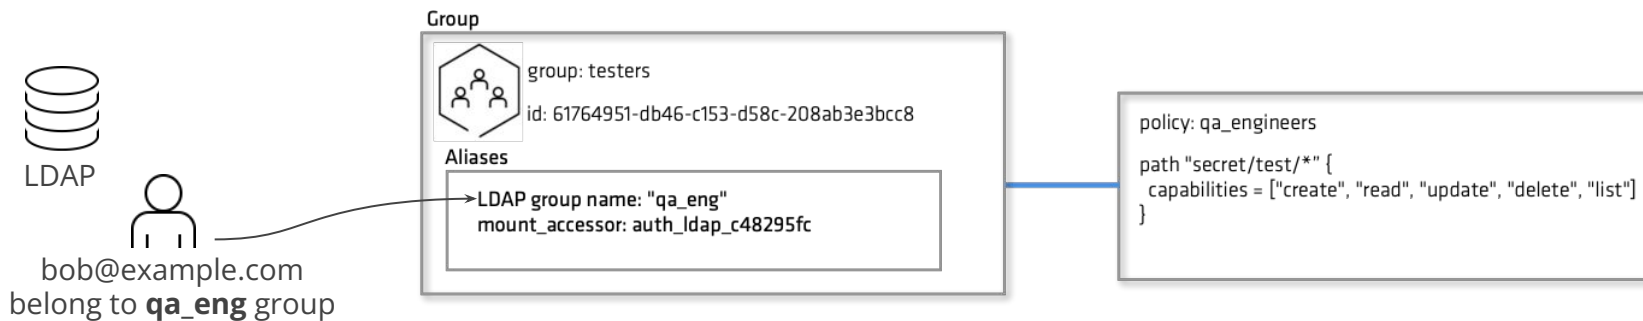 LDAP
bob@example.com
belong to qa_eng group
Group
group: testers
id: 61764951-db46-c153-d58c-208ab3e3bcc8
Aliases
LDAP group name: "qa_eng"
mount_accessor: auth_ldap_c48295fc
policy: qa_engineers
path "secret/test/*" {
capabilities = ["create", "read", "update", "delete", "list"]
}